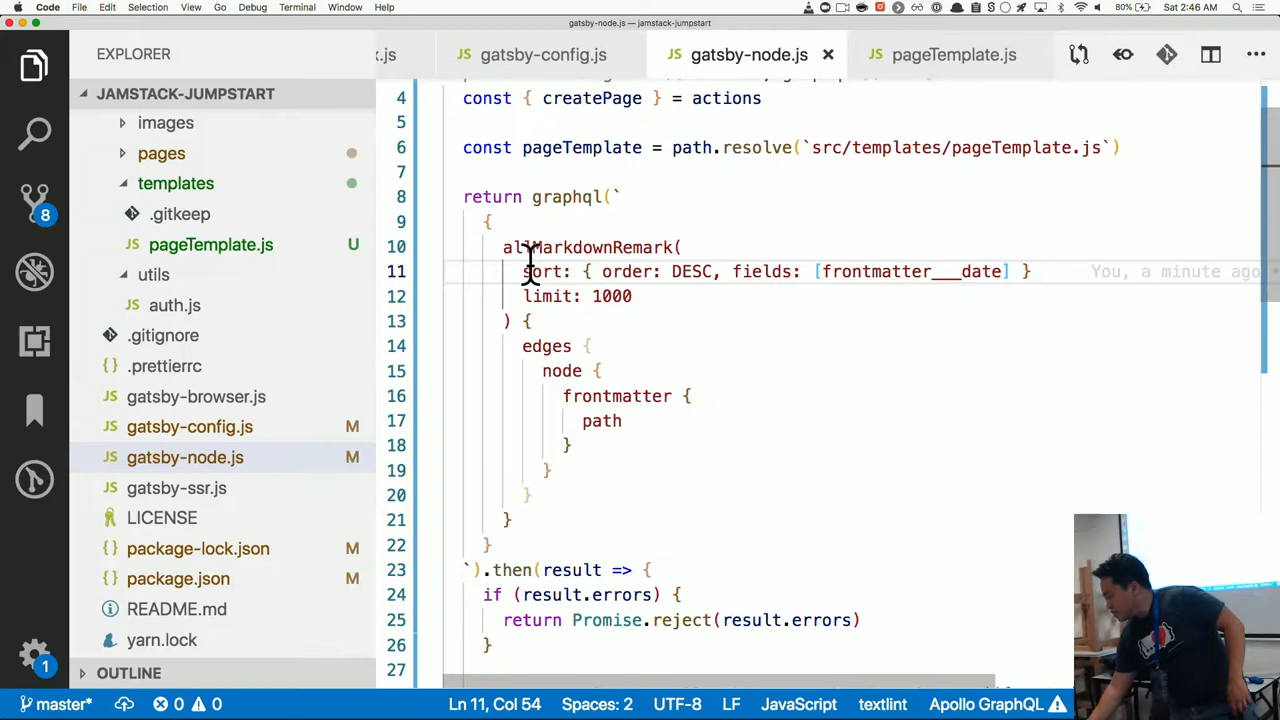 Code File Edit Selection View Go Debug Terminal Window Help 80% Sat 2:46 AM
gatsby-node.js — jamstack-jumpstart
EXPLORER
x.js
gatsby-config.js
gatsby-node.js
pageTemplate.js
JAMSTACK-JUMPSTART
images
pages
templates
.gitkeep
pageTemplate.js U
utils
auth.js
.gitignore
.prettierrc
gatsby-browser.js
gatsby-config.js M
gatsby-node.js M
gatsby-ssr.js
LICENSE
package-lock.json M
package.json M
README.md
yarn.lock
OUTLINE
8
1
4 const { createPage } = actions
5
6 const pageTemplate = path.resolve(`src/templates/pageTemplate.js`)
7
8 return graphql(`
9 {
10 allMarkdownRemark(
11 sort: { order: DESC, fields: [frontmatter___date] } You, a minute ago
12 limit: 1000
13 ) {
14 edges {
15 node {
16 frontmatter {
17 path
18 }
19 }
20 }
21 }
22 }
23 `).then(result => {
24 if (result.errors) {
25 return Promise.reject(result.errors)
26 }
27
master* 0 0 Ln 11, Col 54 Spaces: 2 UTF-8 LF JavaScript textlint Apollo GraphQL